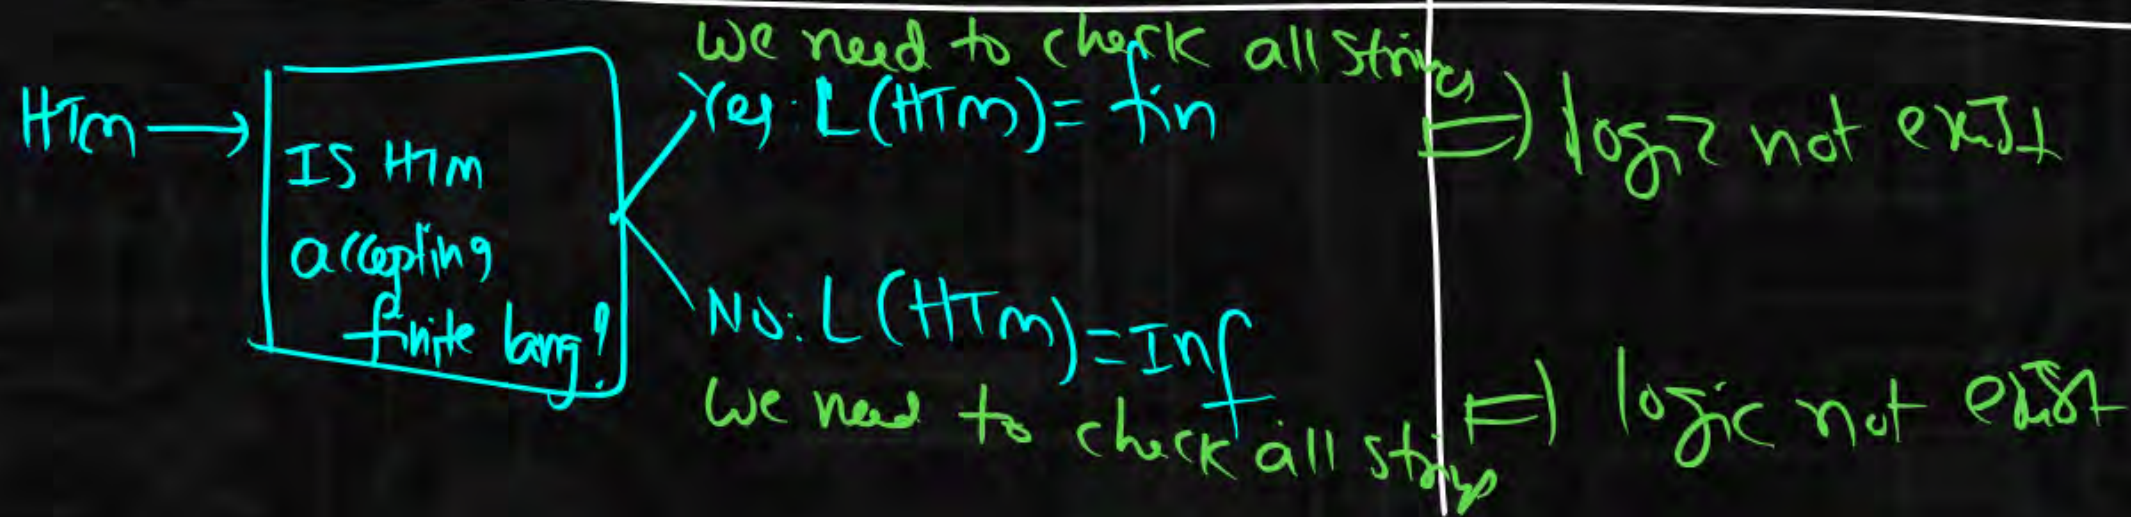 we need to check all strings
HTM → IS HTM accepting finite lang?
Yes: L(HTM)= fin
⇒ logic not exist
No: L(HTM)=Inf
we need to check all strings
⇒ logic not exist